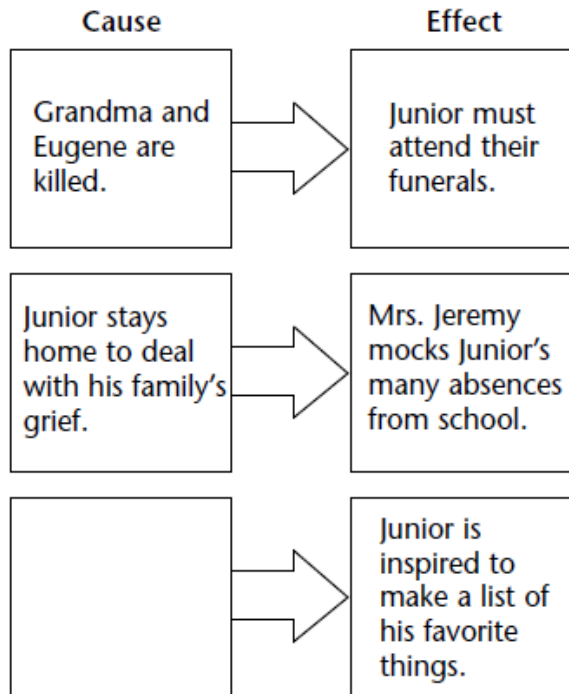 Cause
Effect
Grandma and
Eugene are
killed.
Junior must
attend their
funerals.
Junior stays
home to deal
with his family's
grief.
Mrs. Jeremy
mocks Junior's
many absences
from school.
Junior is
inspired to
make a list of
his favorite
things.